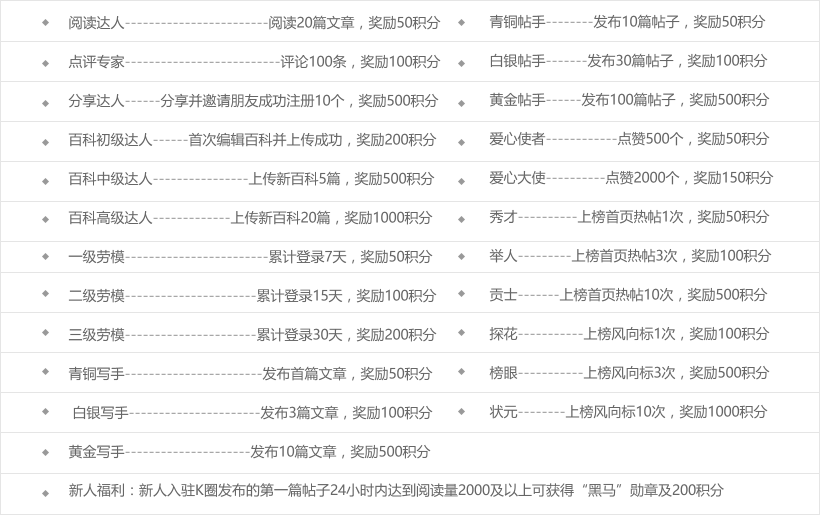 阅读达人------------------------阅读20篇文章，奖励50积分
点评专家--------------------------评论100条，奖励100积分
分享达人------分享并邀请朋友成功注册10个，奖励500积分
百科初级达人------首次编辑百科并上传成功，奖励200积分
百科中级达人----------------上传新百科5篇，奖励500积分
百科高级达人-------------上传新百科20篇，奖励1000积分
一级劳模------------------------累计登录7天，奖励50积分
二级劳模----------------------累计登录15天，奖励100积分
三级劳模----------------------累计登录30天，奖励200积分
青铜写手-----------------------发布首篇文章，奖励50积分
白银写手----------------------发布3篇文章，奖励100积分
黄金写手---------------------发布10篇文章，奖励500积分
青铜帖手--------发布10篇帖子，奖励50积分
白银帖手-------发布30篇帖子，奖励100积分
黄金帖手------发布100篇帖子，奖励500积分
爱心使者------------点赞500个，奖励50积分
爱心大使----------点赞2000个，奖励150积分
秀才----------上榜首页热帖1次，奖励50积分
举人---------上榜首页热帖3次，奖励100积分
贡士-------上榜首页热帖10次，奖励500积分
探花-----------上榜风向标1次，奖励100积分
榜眼-----------上榜风向标3次，奖励500积分
状元--------上榜风向标10次，奖励1000积分
新人福利：新人入驻K圈发布的第一篇帖子24小时内达到阅读量2000及以上可获得“黑马”勋章及200积分